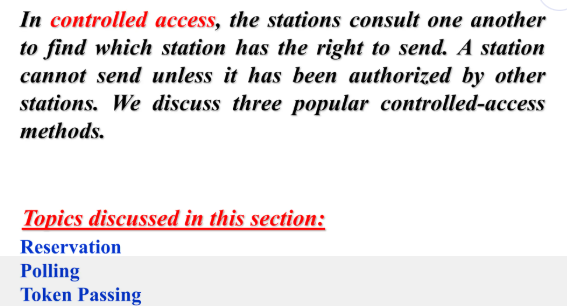 In controlled access, the stations consult one another
to find which station has the right to send. A station
cannot send unless it has been authorized by other
stations. We discuss three popular controlled-access
methods.
Topics discussed in this section:
Reservation
Polling
Token Passing